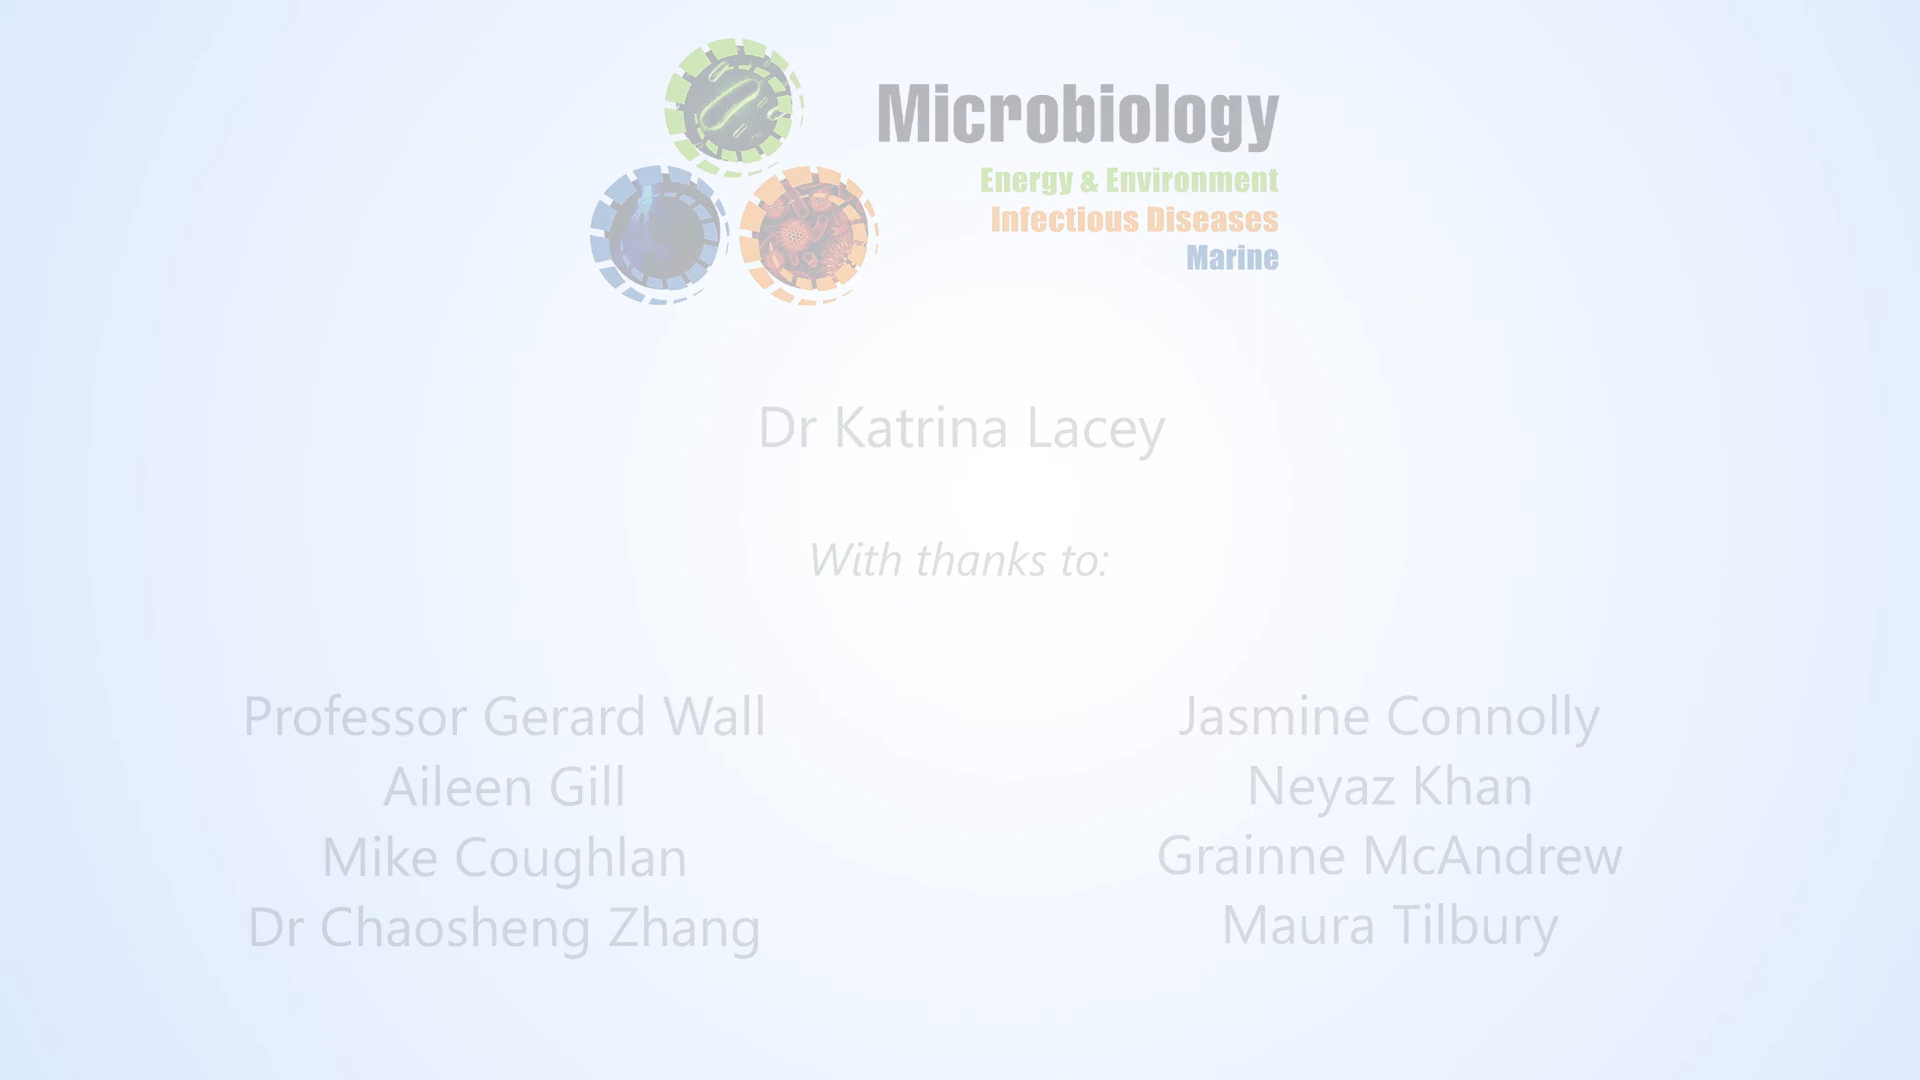 Microbiology
Energy & Environment
Infectious Diseases
Marine
Dr Katrina Lacey
With thanks to:
Professor Gerard Wall
Aileen Gill
Mike Coughlan
Dr Chaosheng Zhang
Jasmine Connolly
Neyaz Khan
Grainne McAndrew
Maura Tilbury